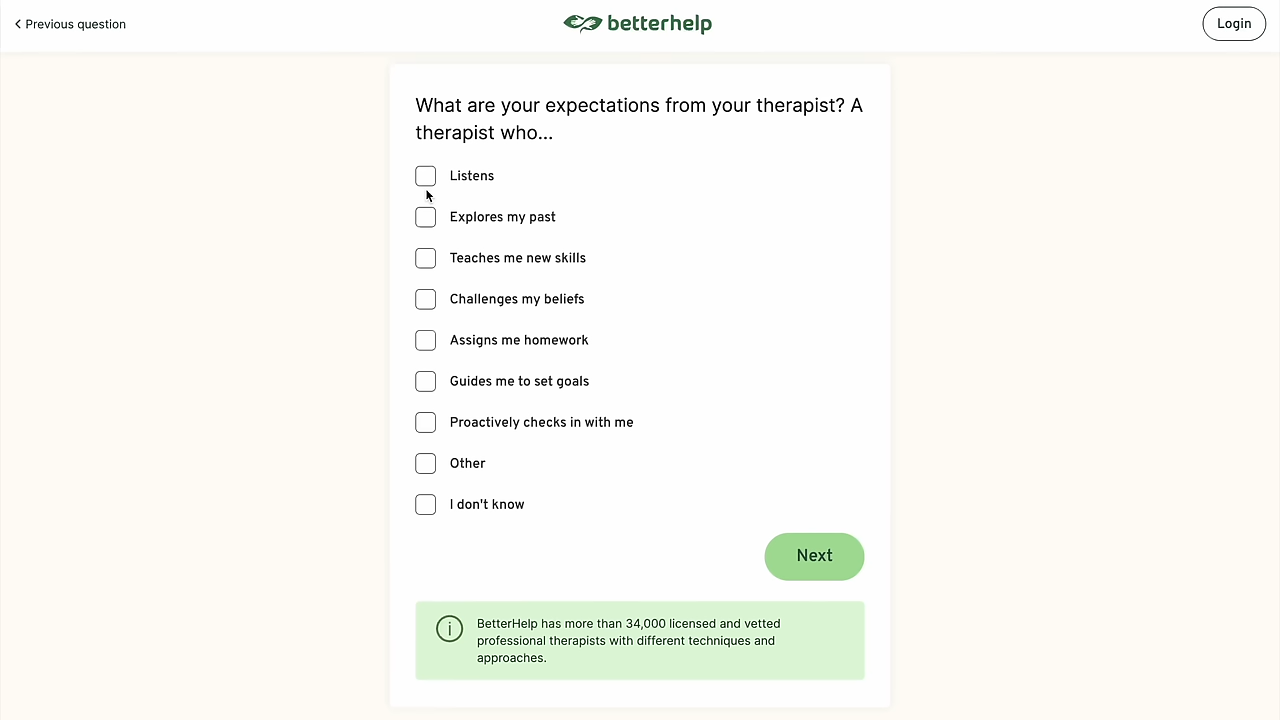 Previous question
betterhelp
Login
What are your expectations from your therapist? A
therapist who...
Listens
Explores my past
Teaches me new skills
Challenges my beliefs
Assigns me homework
Guides me to set goals
Proactively checks in with me
Other
I don't know
Next
BetterHelp has more than 34,000 licensed and vetted
professional therapists with different techniques and
approaches.